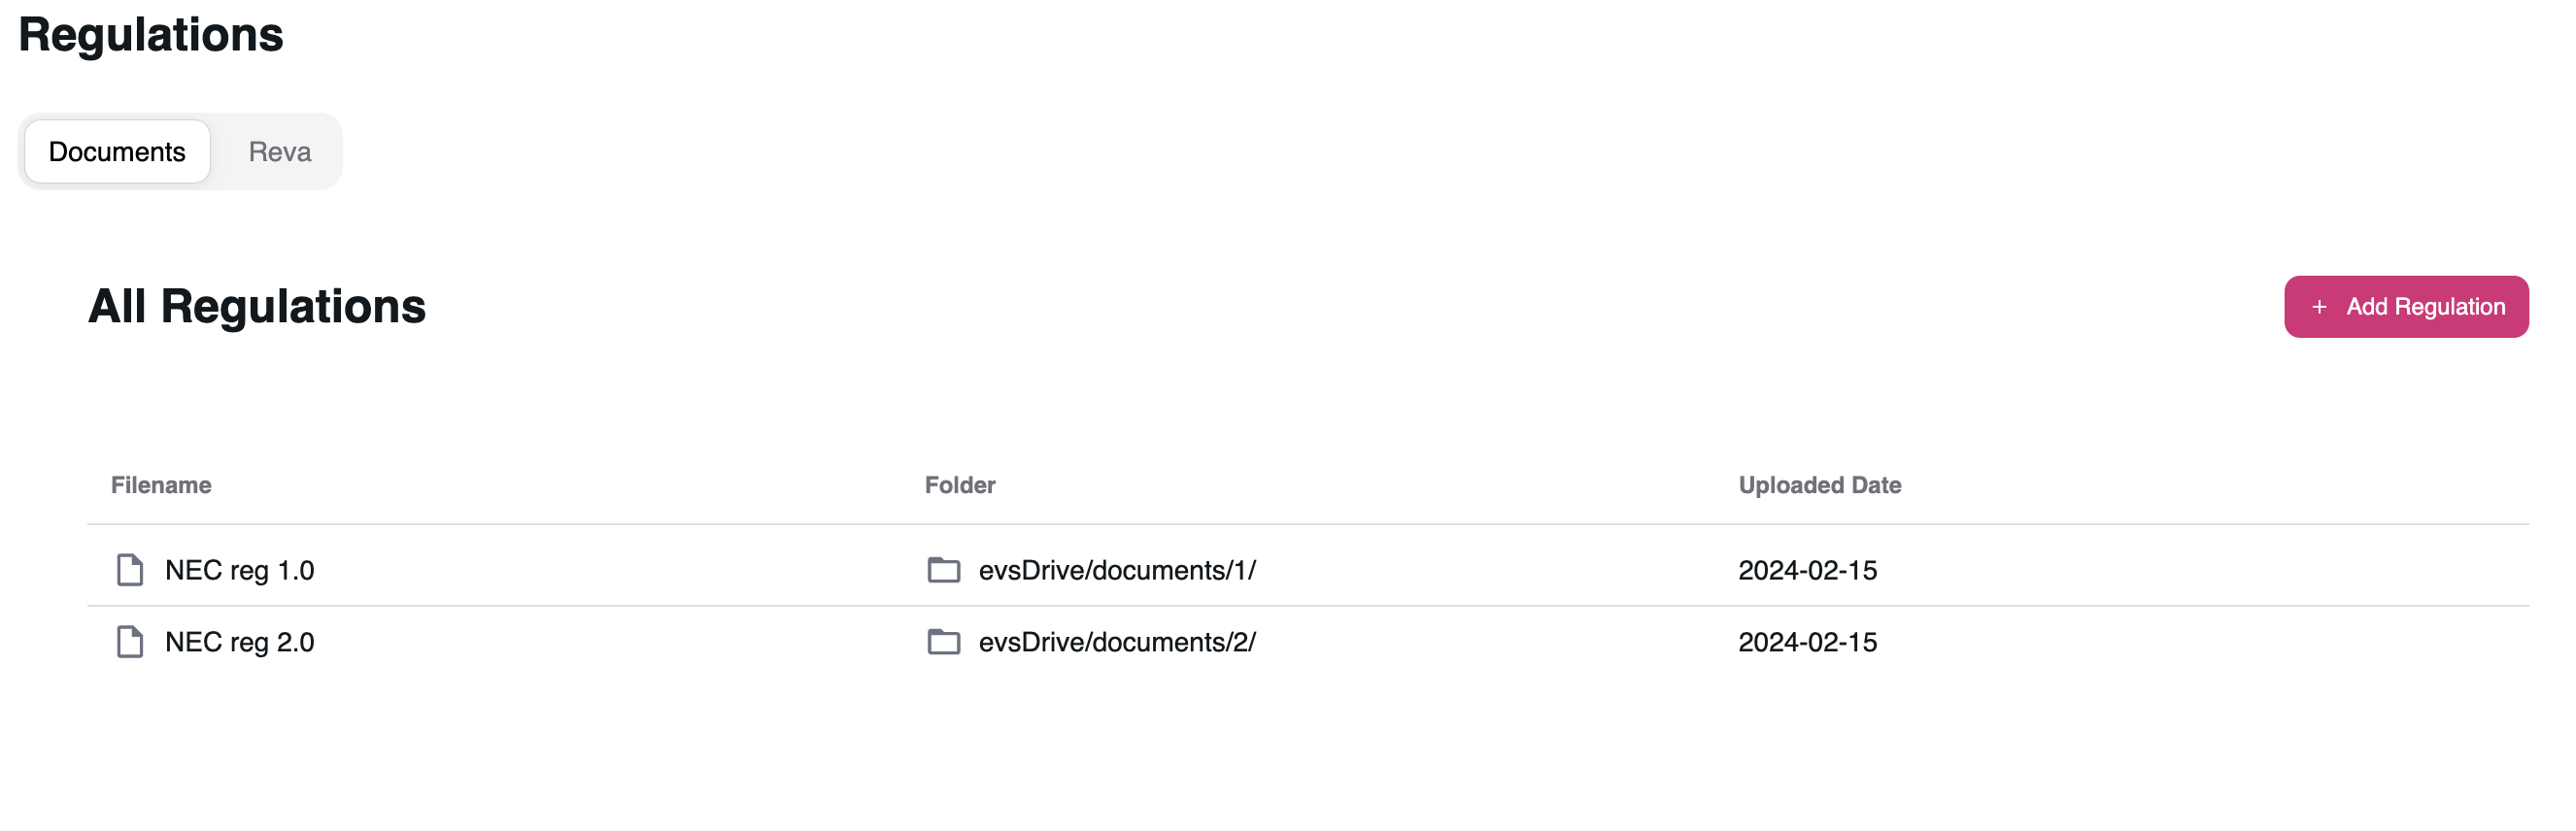 Regulations
Documents Reva
All Regulations + Add Regulation
Filename Folder Uploaded Date
NEC reg 1.0 evsDrive/documents/1/ 2024-02-15
NEC reg 2.0 evsDrive/documents/2/ 2024-02-15